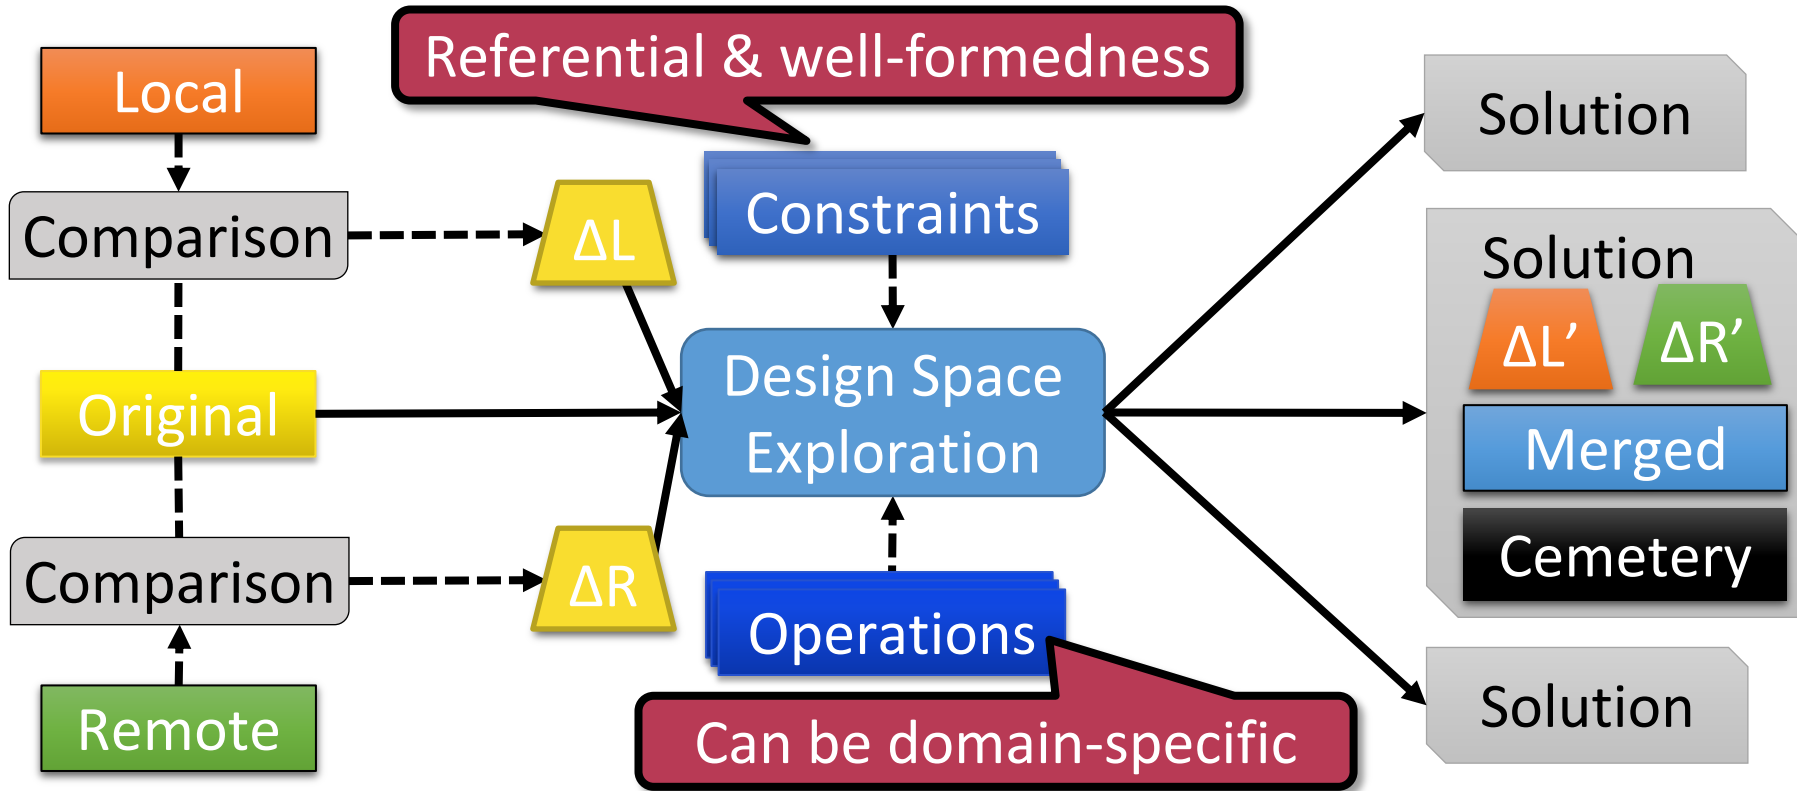 Referential & well-formedness
Local
Comparison
ΔL
Original
Comparison
ΔR
Remote
Constraints
Design Space
Exploration
Operations
Can be domain-specific
Solution
Solution
ΔL’
ΔR’
Merged
Cemetery
Solution